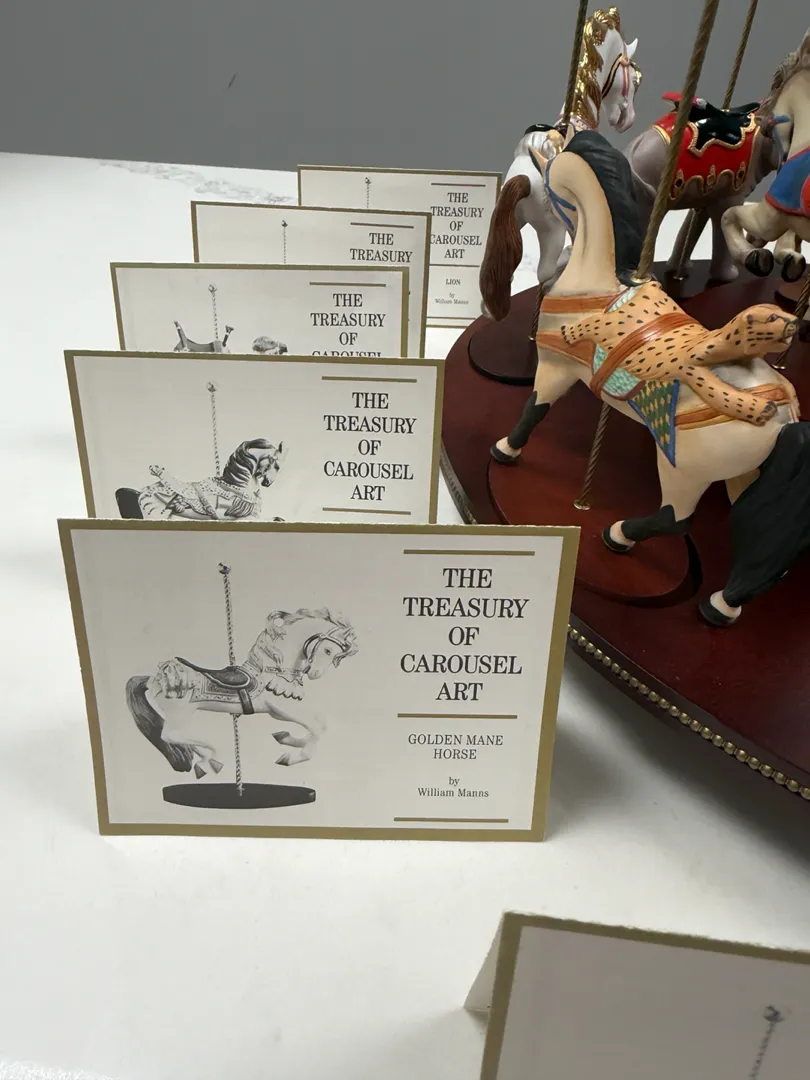 THE
TREASURY
OF
CAROUSEL
ART
LION
by
William Manns
THE
TREASURY
THE
TREASURY
OF
CAROUSEL
THE
TREASURY
OF
CAROUSEL
ART
THE
TREASURY
OF
CAROUSEL
ART
GOLDEN MANE
HORSE
by
William Manns